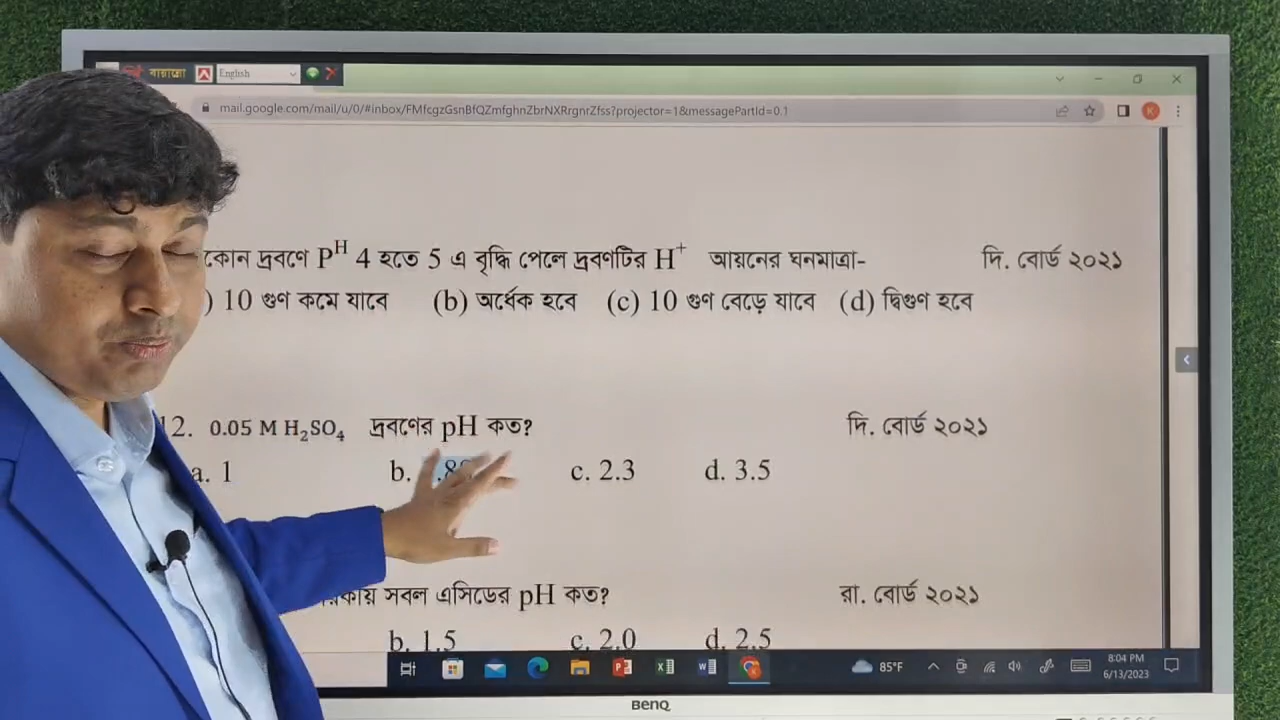 বায়ান্নো English
mail.google.com/mail/u/0/#inbox/FMfcgzGsnBfQZmfghnZbrNXRrgnrZfss?projector=1&messagePartId=0.1
K
কোন দ্রবণে P^H 4 হতে 5 এ বৃদ্ধি পেলে দ্রবণটির H^+ আয়নের ঘনমাত্রা- দি. বোর্ড ২০২১
) 10 গুণ কমে যাবে (b) অর্ধেক হবে (c) 10 গুণ বেড়ে যাবে (d) দ্বিগুণ হবে
12. 0.05 M H₂SO₄ দ্রবণের pH কত? দি. বোর্ড ২০২১
a. 1 b. c. 2.3 d. 3.5
সবল এসিডের pH কত? রা. বোর্ড ২০২১
b. 1.5 c. 2.0 d. 2.5
85°F 8:04 PM
6/13/2023
BenQ